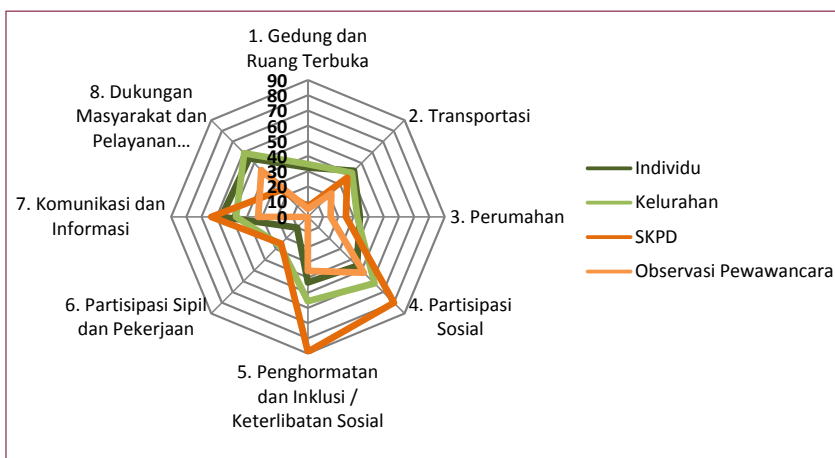 1. Gedung dan
Ruang Terbuka
90
80
70
60
50
40
30
20
10
0
2. Transportasi
3. Perumahan
4. Partisipasi
Sosial
5. Penghormatan
dan Inklusi /
Keterlibatan Sosial
6. Partisipasi Sipil
dan Pekerjaan
7. Komunikasi dan
Informasi
8. Dukungan
Masyarakat dan
Pelayanan...
Individu
Kelurahan
SKPD
Observasi Pewawancara